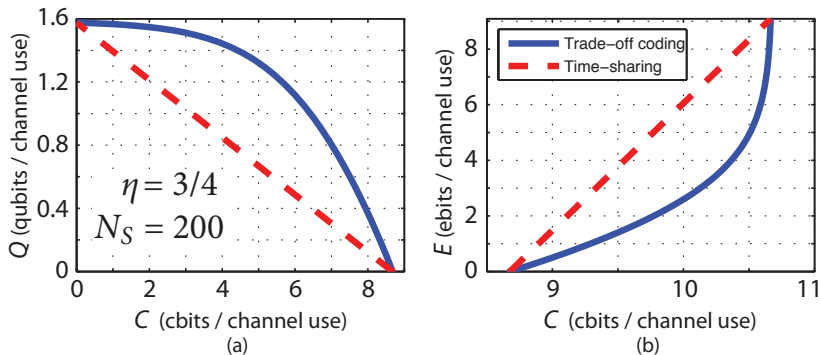 1.6
1.2
0.8
0.4
0
Q (qubits / channel use)
η = 3/4
N_S = 200
0 2 4 6 8
C (cbits / channel use)
(a)
8
6
4
2
0
E (ebits / channel use)
Trade−off coding
Time−sharing
9 10 11
C (cbits / channel use)
(b)